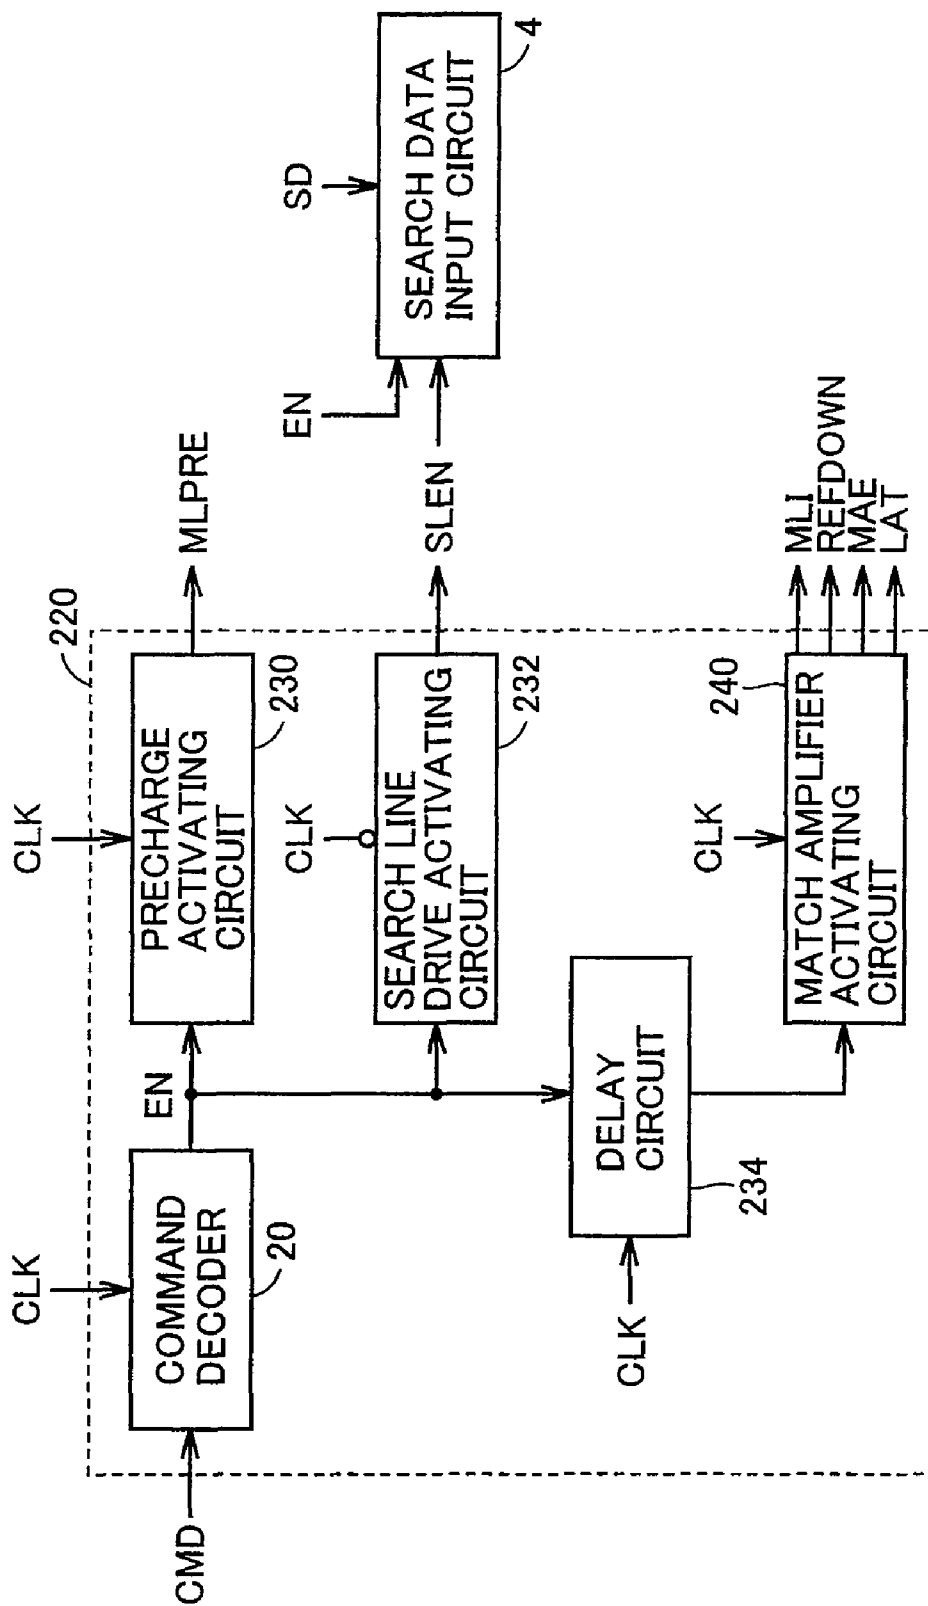 220
CLK
CMD
COMMAND
DECODER
20
EN
CLK
PRECHARGE
ACTIVATING
CIRCUIT
230
MLPRE
CLK
SEARCH LINE
DRIVE ACTIVATING
CIRCUIT
232
SLEN
EN
SD
SEARCH DATA
INPUT CIRCUIT
4
CLK
DELAY
CIRCUIT
234
CLK
MATCH AMPLIFIER
ACTIVATING
CIRCUIT
240
MLI
REFDOWN
MAE
LAT